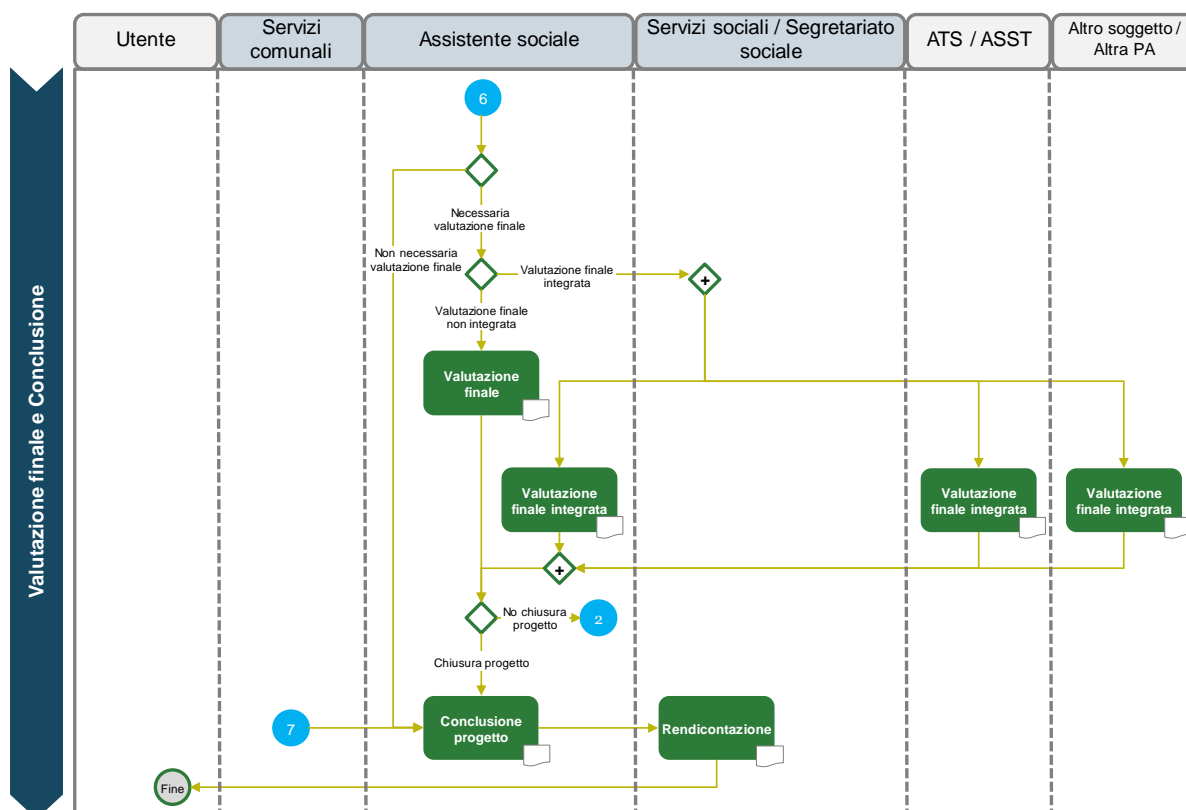 Utente
Servizi
comunali
Assistente sociale
Servizi sociali / Segretariato
sociale
ATS / ASST
Altro soggetto /
Altra PA
Valutazione finale e Conclusione
6
Necessaria
valutazione finale
Non necessaria
valutazione finale
Valutazione finale
integrata
Valutazione finale
non integrata
Valutazione
finale
Valutazione
finale integrata
Valutazione
finale integrata
Valutazione
finale integrata
No chiusura
progetto
2
Chiusura progetto
7
Conclusione
progetto
Rendicontazione
Fine